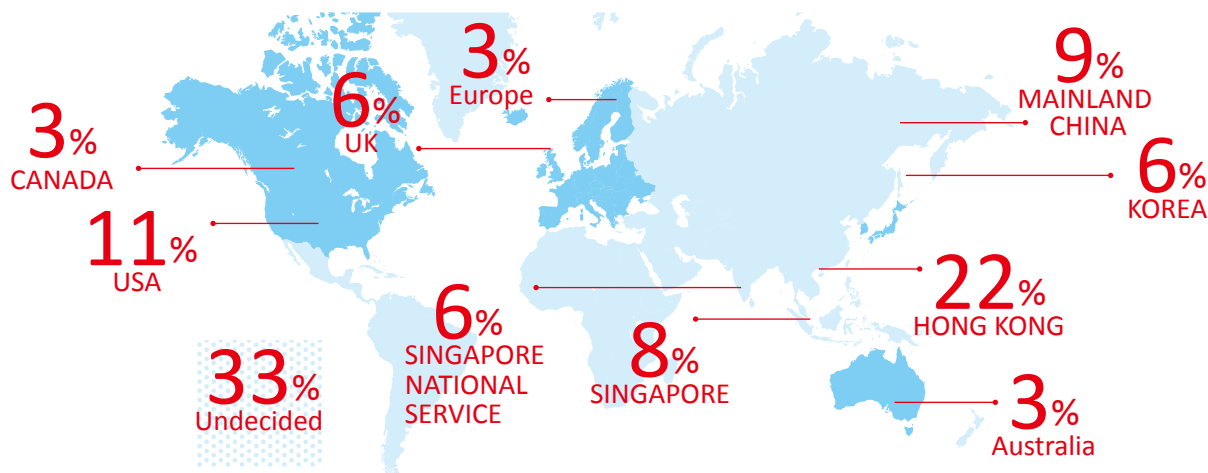 3%
CANADA
11%
USA
33%
Undecided
6%
UK
3%
Europe
6%
SINGAPORE
NATIONAL
SERVICE
8%
SINGAPORE
9%
MAINLAND
CHINA
6%
KOREA
22%
HONG KONG
3%
Australia